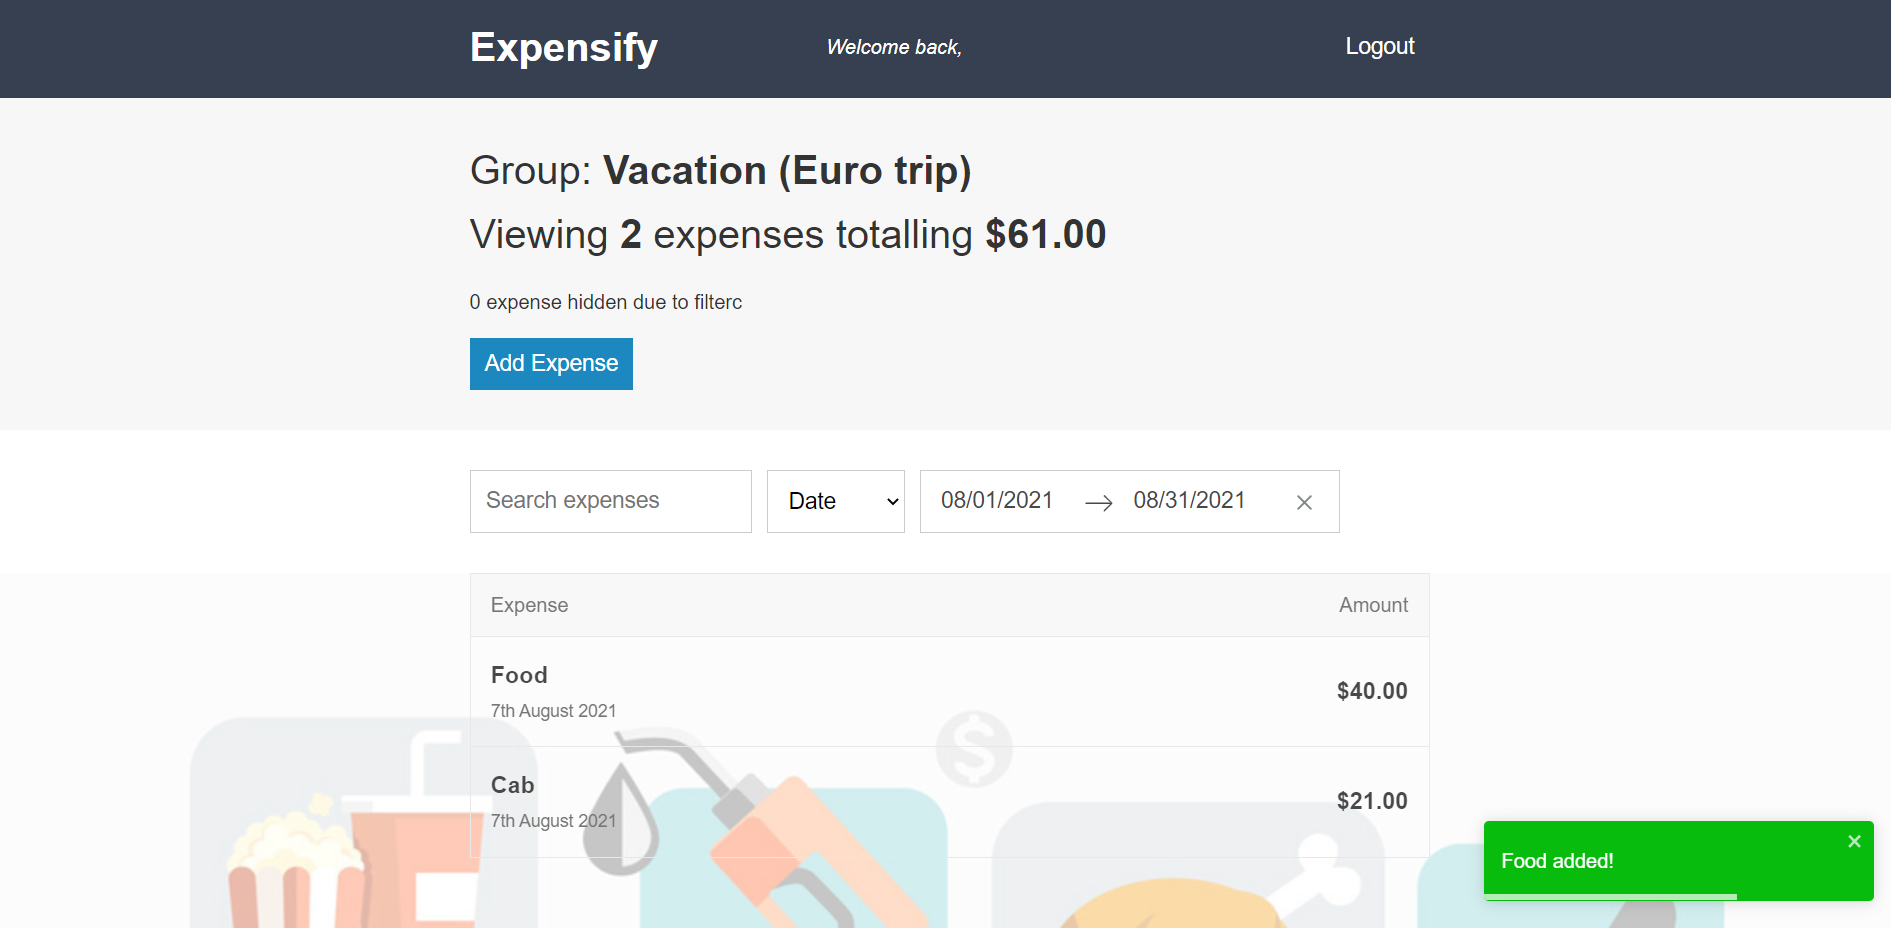 Expensify
Welcome back,
Logout
Group: Vacation (Euro trip)
Viewing 2 expenses totalling $61.00
0 expense hidden due to filterc
Add Expense
Search expenses
Date
08/01/2021 → 08/31/2021
Expense
Amount
Food
7th August 2021
$40.00
Cab
7th August 2021
$21.00
Food added!